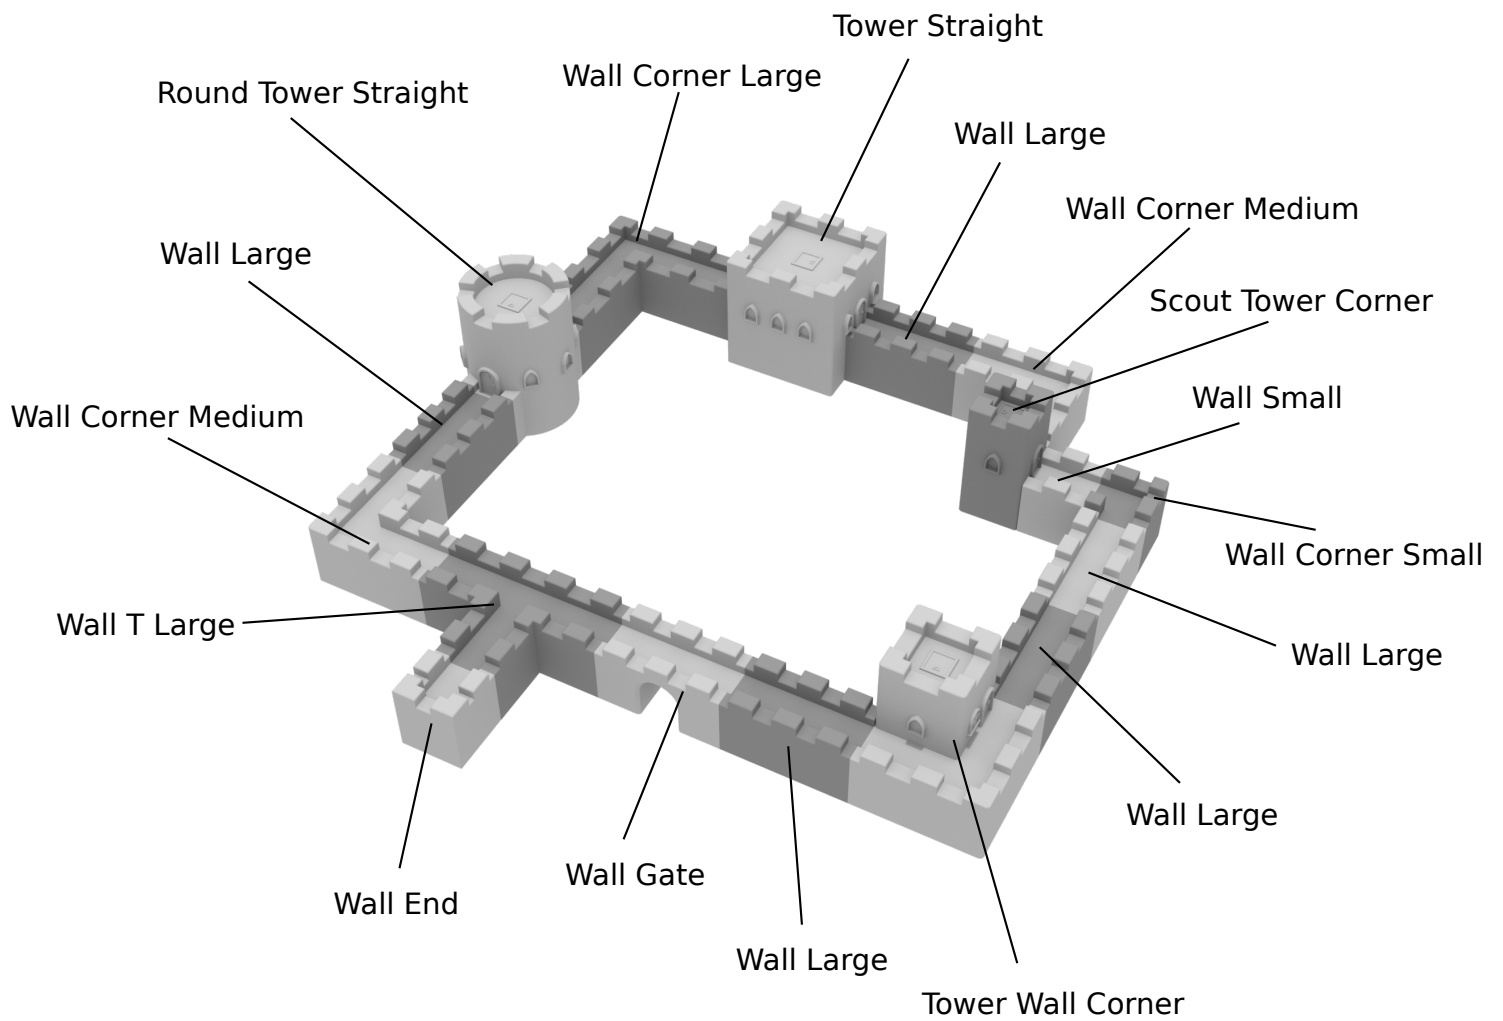 Tower Straight
Wall Corner Large
Round Tower Straight
Wall Large
Wall Corner Medium
Wall Large
Scout Tower Corner
Wall Small
Wall Corner Medium
Wall Corner Small
Wall T Large
Wall Large
Wall Large
Wall Gate
Wall End
Wall Large
Tower Wall Corner